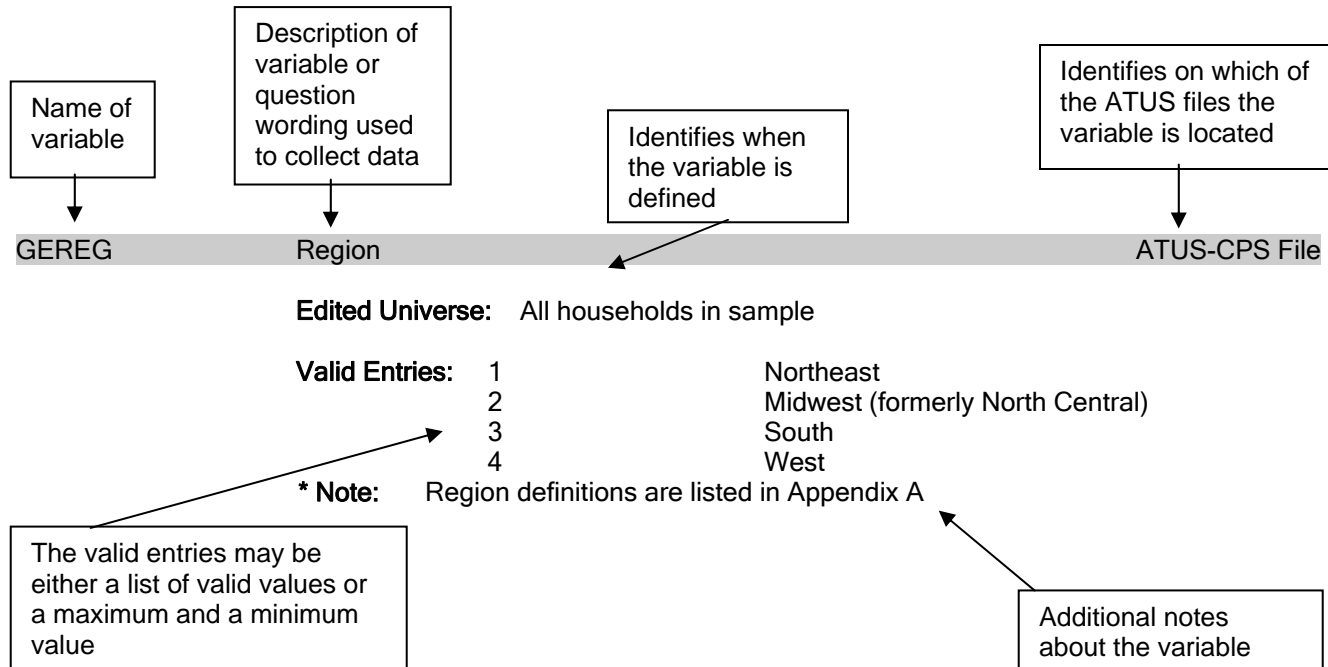 Name of
variable
Description of
variable or
question
wording used
to collect data
Identifies when
the variable is
defined
Identifies on which of
the ATUS files the
variable is located
GEREG Region ATUS-CPS File
Edited Universe: All households in sample
Valid Entries: 1 Northeast
2 Midwest (formerly North Central)
3 South
4 West
* Note: Region definitions are listed in Appendix A
The valid entries may be
either a list of valid values or
a maximum and a minimum
value
Additional notes
about the variable